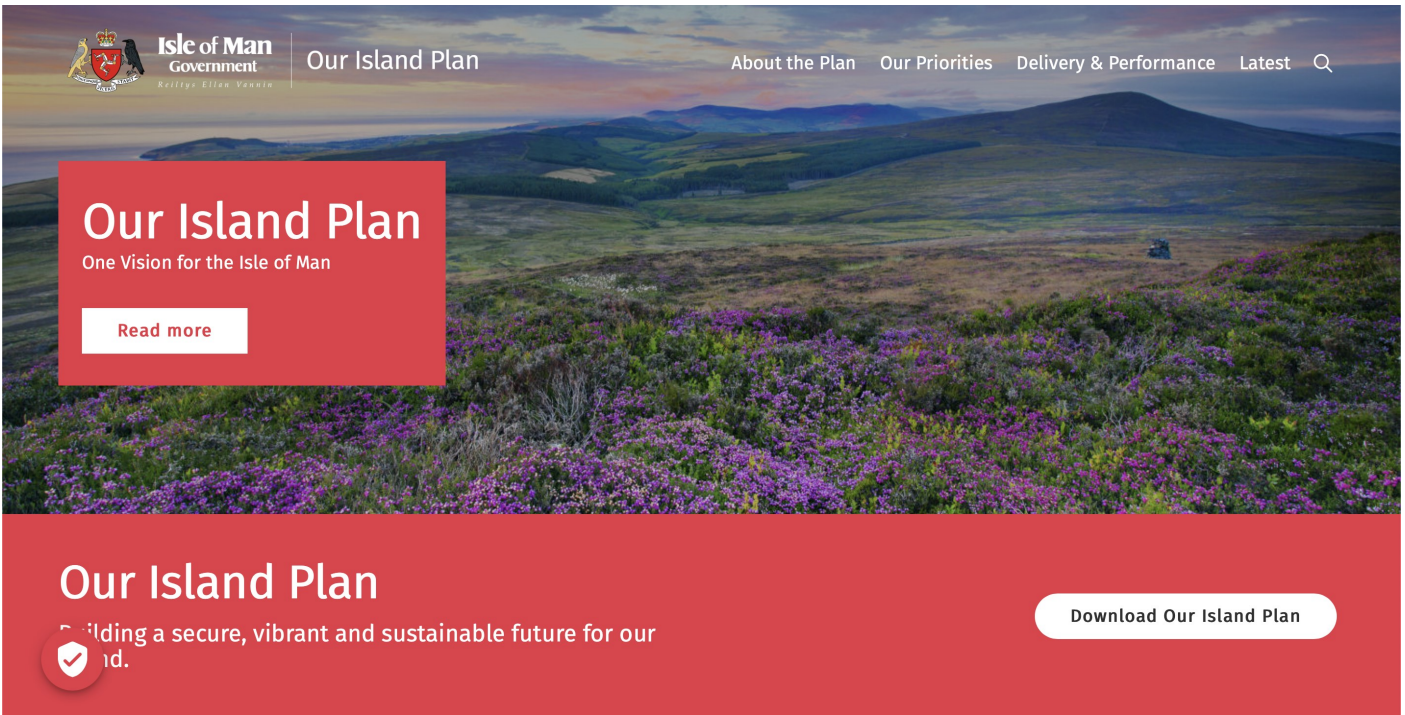 Isle of Man
Government
Reiltys Ellan Vannin
Our Island Plan
About the Plan
Our Priorities
Delivery & Performance
Latest
Our Island Plan
One Vision for the Isle of Man
Read more
Our Island Plan
a secure, vibrant and sustainable future for our
Download Our Island Plan